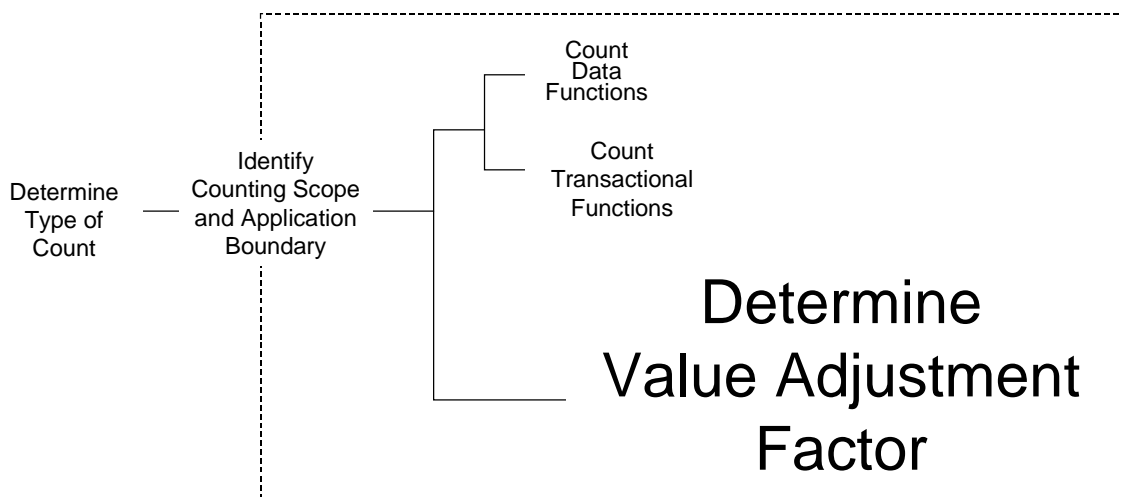 Determine
Type of
Count
Identify
Counting Scope
and Application
Boundary
Count
Data
Functions
Count
Transactional
Functions
Determine
Value Adjustment
Factor